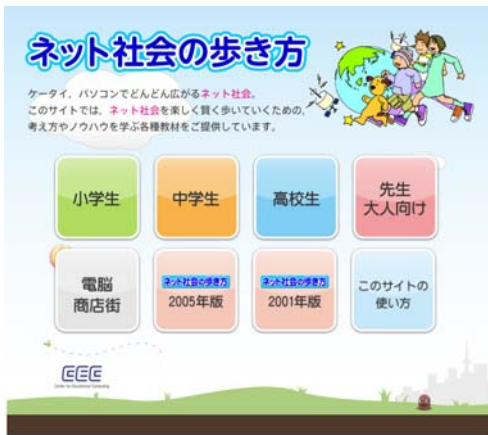 ネット社会の歩き方
ケータイ、パソコンでどんどん広がるネット社会。
このサイトでは、ネット社会を楽しく賢く歩いていくための、
考え方やノウハウを学ぶ各種教材をご提供しています。
小学生
中学生
高校生
先生
大人向け
電脳
商店街
ネット社会の歩き方
2005年版
ネット社会の歩き方
2001年版
このサイトの
使い方
CEC
Center for Educational Computing